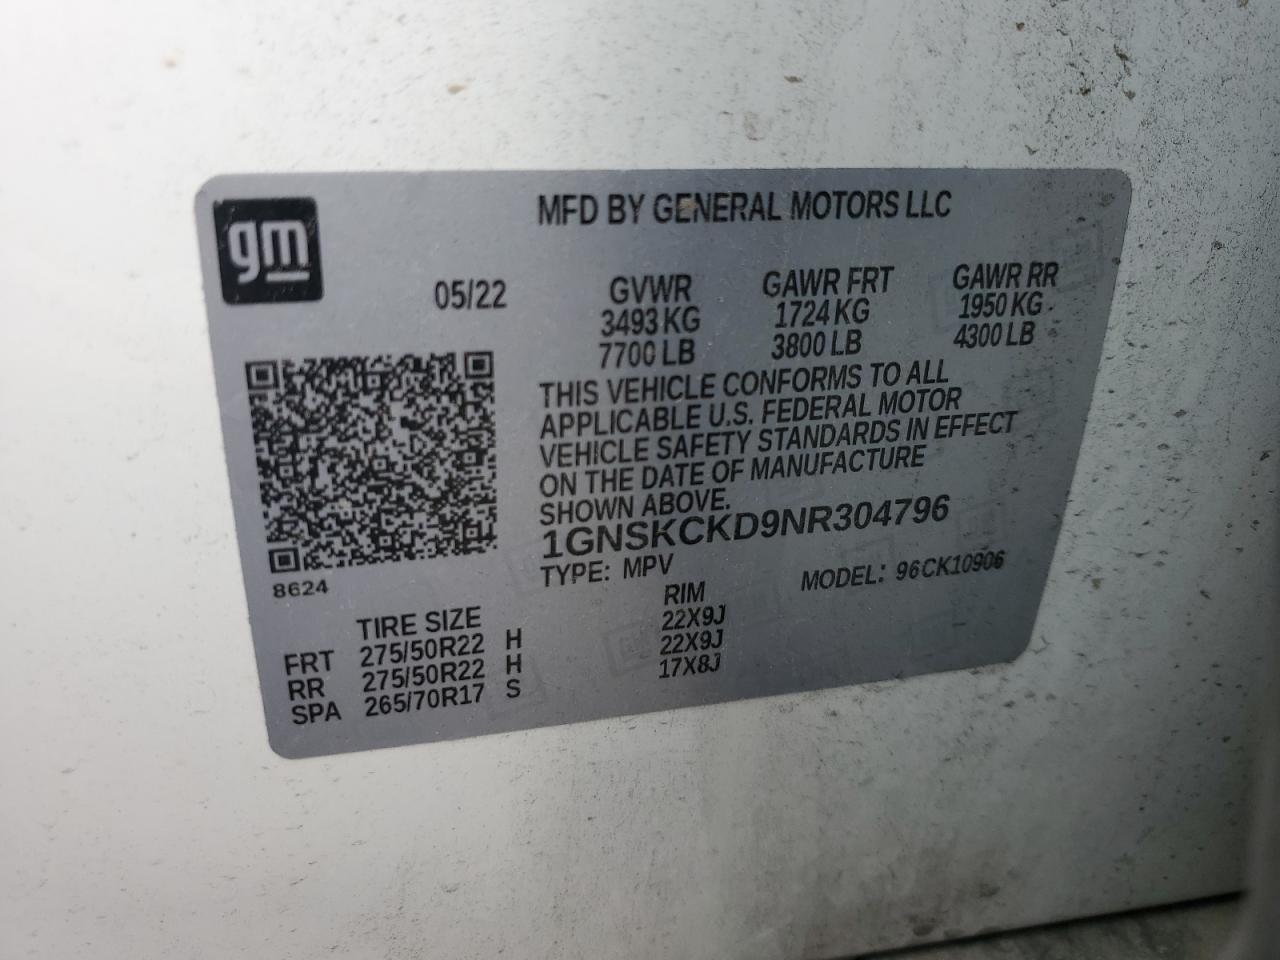 gm
MFD BY GENERAL MOTORS LLC
05/22 GVWR GAWR FRT GAWR RR
3493 KG 1724 KG 1950 KG
7700 LB 3800 LB 4300 LB
THIS VEHICLE CONFORMS TO ALL
APPLICABLE U.S. FEDERAL MOTOR
VEHICLE SAFETY STANDARDS IN EFFECT
ON THE DATE OF MANUFACTURE
SHOWN ABOVE.
1GNSKCKD9NR304796
8624
TYPE: MPV MODEL: 96CK10906
TIRE SIZE RIM
FRT 275/50R22 H 22X9J
RR 275/50R22 H 22X9J
SPA 265/70R17 S 17X8J